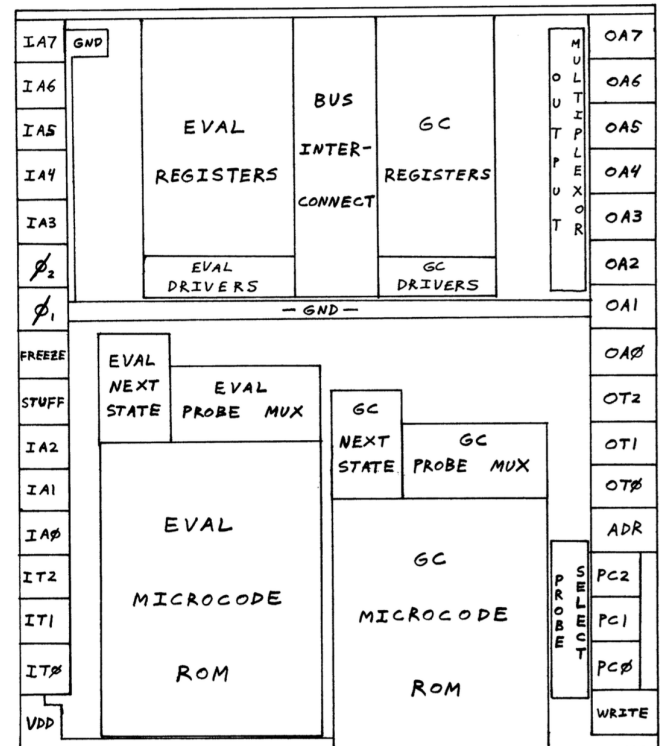 IA7
GND
IA6
IA5
IA4
IA3
ø₂
ø₁
FREEZE
STUFF
IA2
IA1
IAØ
IT2
IT1
ITØ
VDD
EVAL
REGISTERS
EVAL
DRIVERS
BUS
INTER-
CONNECT
GC
REGISTERS
GC
DRIVERS
OUTPUT
MULTIPLEXOR
— GND —
EVAL
NEXT
STATE
EVAL
PROBE MUX
EVAL
MICROCODE
ROM
GC
NEXT
STATE
GC
PROBE MUX
GC
MICROCODE
ROM
PROBE
SELECT
OA7
OA6
OA5
OA4
OA3
OA2
OA1
OAØ
OT2
OT1
OTØ
ADR
PC2
PC1
PCØ
WRITE